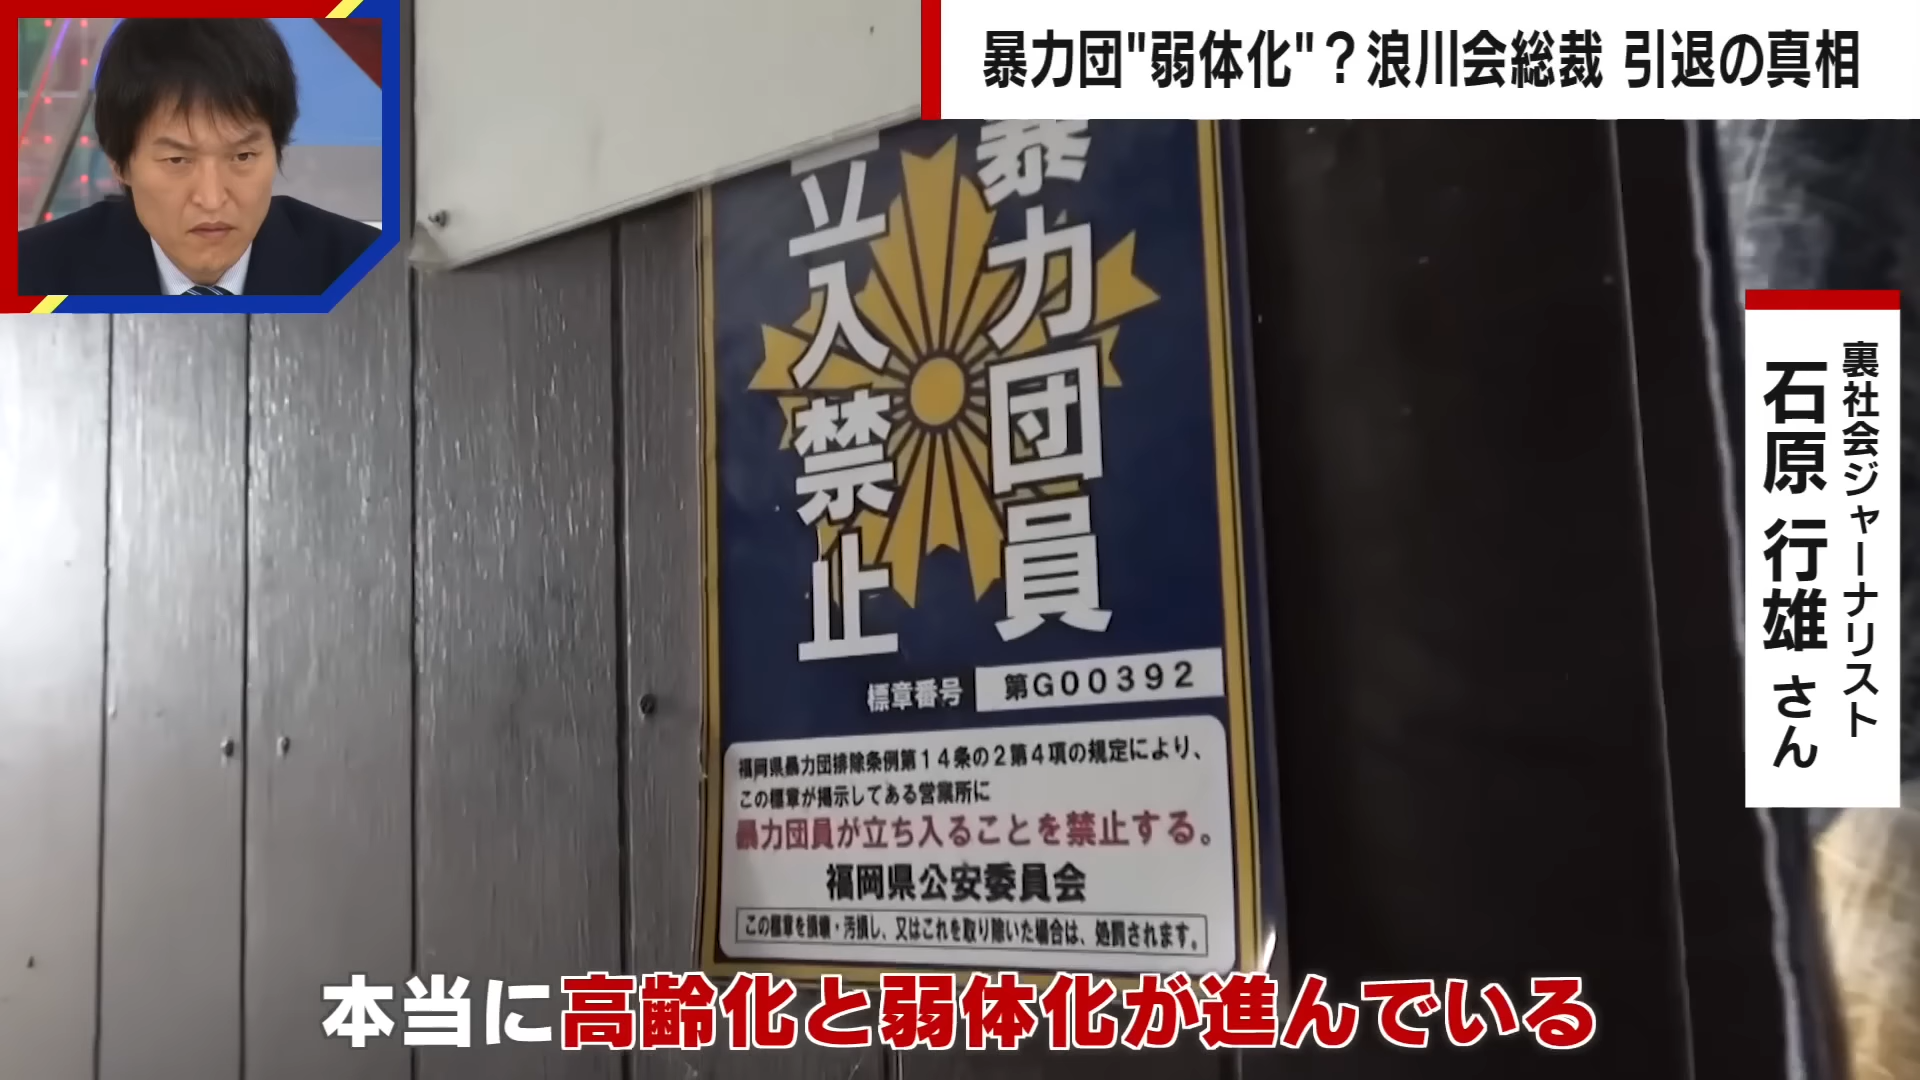 暴力団"弱体化"？浪川会総裁 引退の真相
裏社会ジャーナリスト
石原 行雄 さん
暴力団員
立入禁止
標章番号 第G00392
福岡県暴力団排除条例第14条の2第4項の規定により、
この標章が掲示してある営業所に
暴力団員が立ち入ることを禁止する。
福岡県公安委員会
この標章を損壊・汚損し、又はこれを取り除いた場合は、処罰されます。
本当に高齢化と弱体化が進んでいる